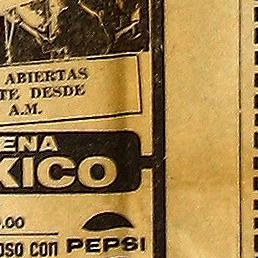 ABIERTAS
TE DESDE
A.M.
ENA
XICO
.00
OSO CON PEPSI